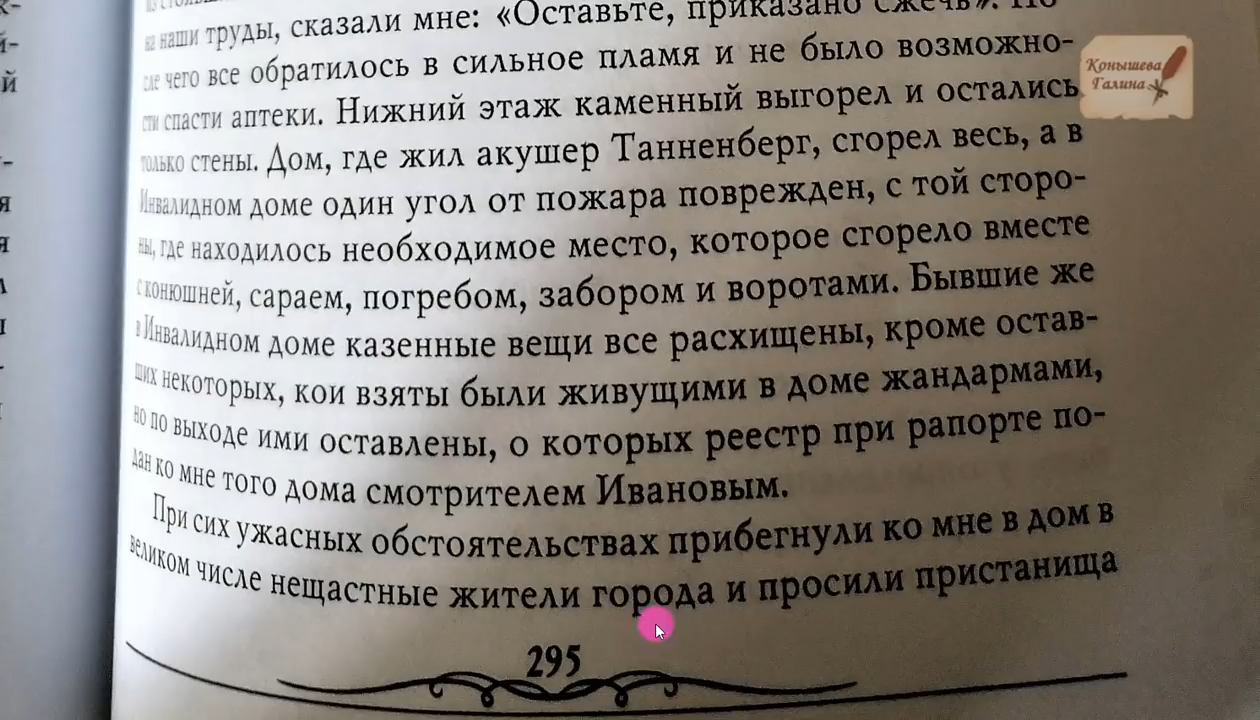 наши труды, сказали мне: «Оставьте, приказано сжечь». По-
сле чего все обратилось в сильное пламя и не было возможно-
сти спасти аптеки. Нижний этаж каменный выгорел и остались
только стены. Дом, где жил акушер Танненберг, сгорел весь, а в
Инвалидном доме один угол от пожара поврежден, с той сторо-
ны, где находилось необходимое место, которое сгорело вместе
с конюшней, сараем, погребом, забором и воротами. Бывшие же
в Инвалидном доме казенные вещи все расхищены, кроме остав-
ших некоторых, кои взяты были живущими в доме жандармами,
но по выходе ими оставлены, о которых реестр при рапорте по-
дан ко мне того дома смотрителем Ивановым.
При сих ужасных обстоятельствах прибегнули ко мне в дом в
великом числе нещастные жители города и просили пристанища
295
Конышева
Галина